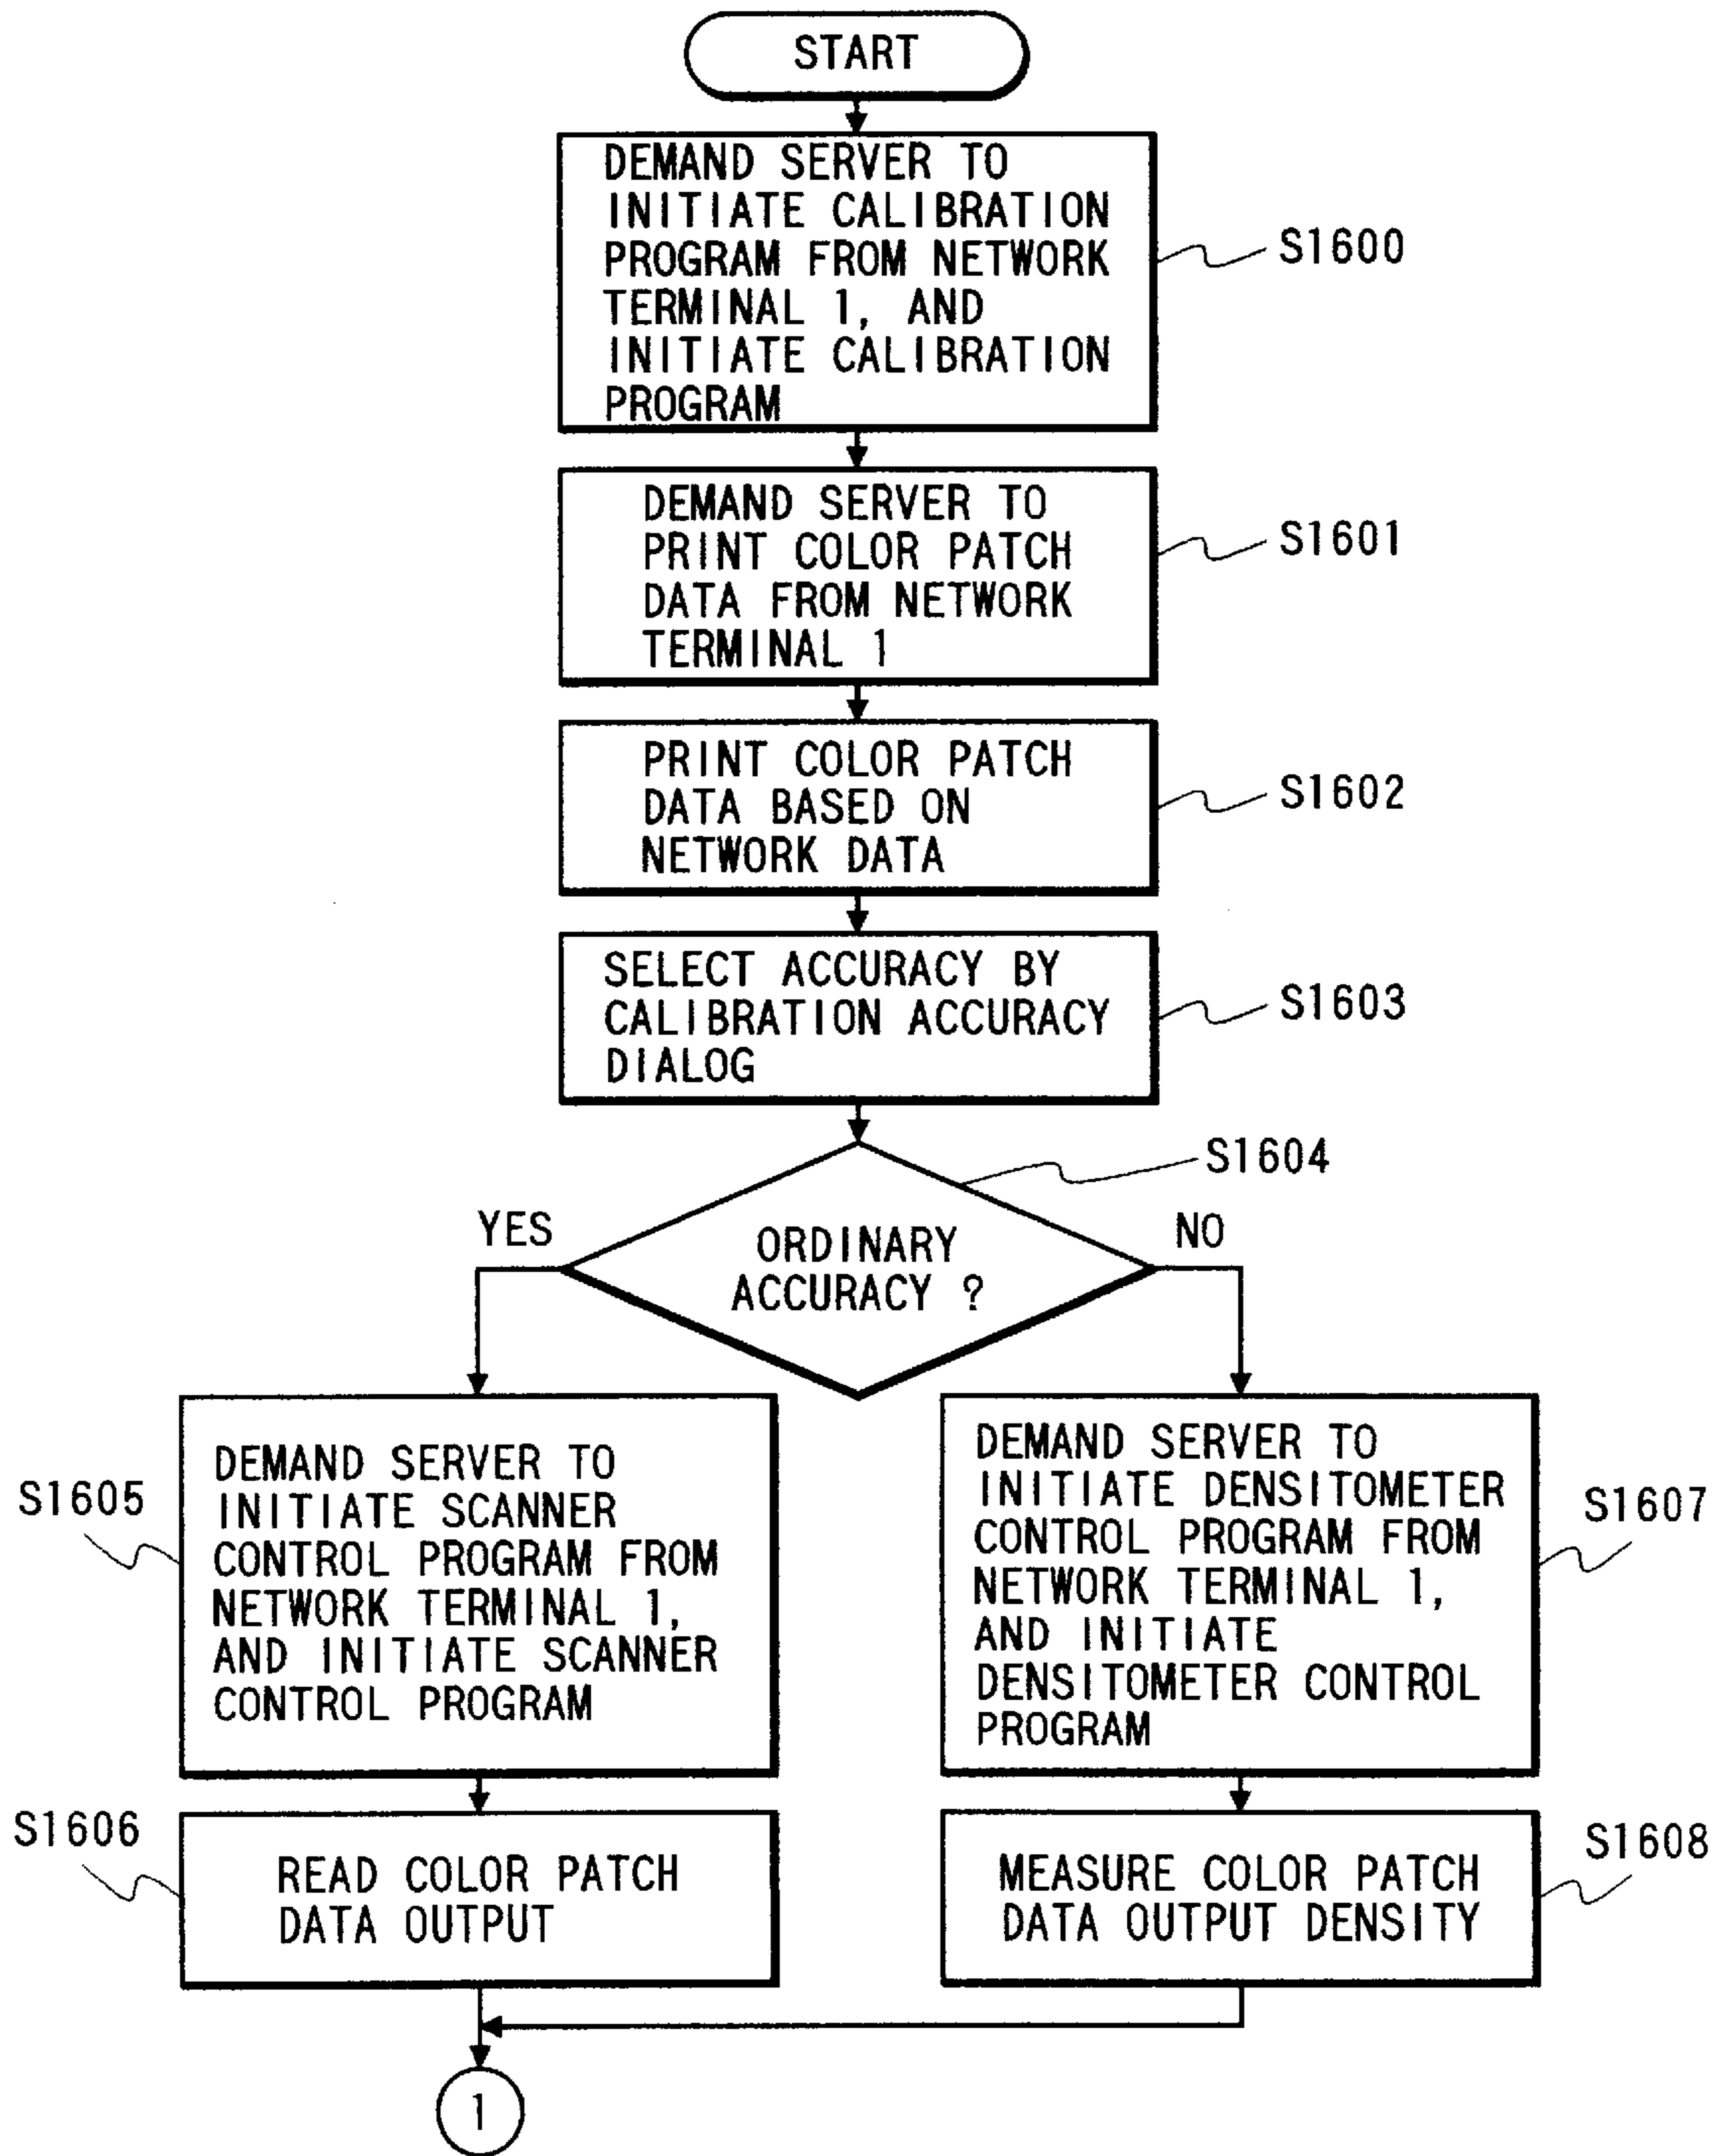 START
DEMAND SERVER TO
INITIATE CALIBRATION
PROGRAM FROM NETWORK
TERMINAL 1, AND
INITIATE CALIBRATION
PROGRAM
S1600
DEMAND SERVER TO
PRINT COLOR PATCH
DATA FROM NETWORK
TERMINAL 1
S1601
PRINT COLOR PATCH
DATA BASED ON
NETWORK DATA
S1602
SELECT ACCURACY BY
CALIBRATION ACCURACY
DIALOG
S1603
S1604
YES
ORDINARY
ACCURACY ?
NO
S1605
DEMAND SERVER TO
INITIATE SCANNER
CONTROL PROGRAM FROM
NETWORK TERMINAL 1,
AND INITIATE SCANNER
CONTROL PROGRAM
DEMAND SERVER TO
INITIATE DENSITOMETER
CONTROL PROGRAM FROM
NETWORK TERMINAL 1,
AND INITIATE
DENSITOMETER CONTROL
PROGRAM
S1607
S1606
READ COLOR PATCH
DATA OUTPUT
MEASURE COLOR PATCH
DATA OUTPUT DENSITY
S1608
1